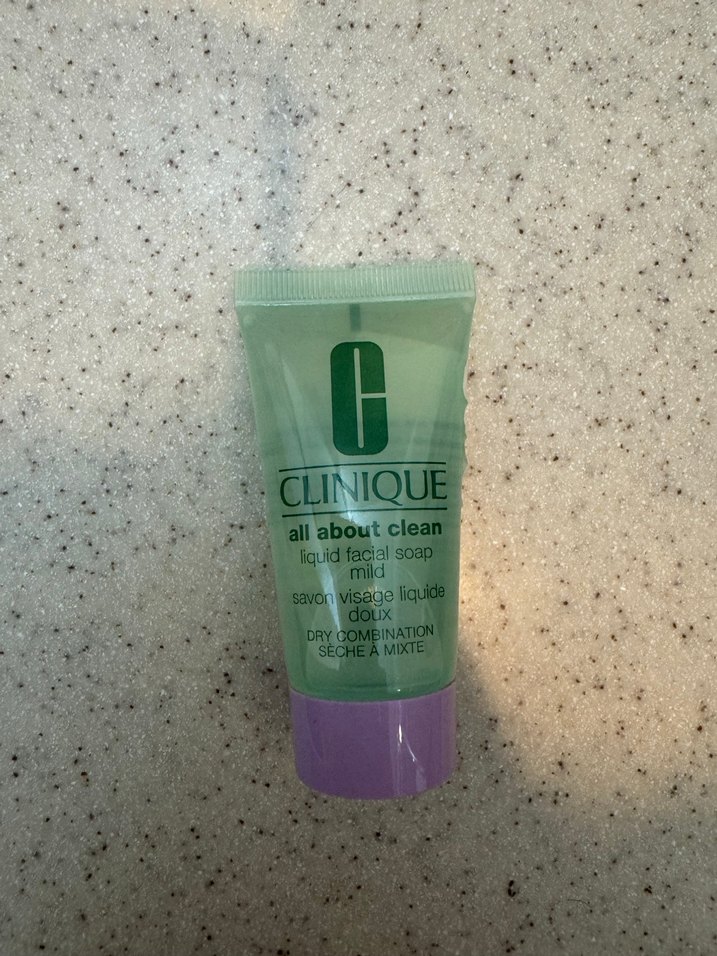 C
CLINIQUE
all about clean
liquid facial soap
mild
savon visage liquide
doux
DRY COMBINATION
SÈCHE À MIXTE